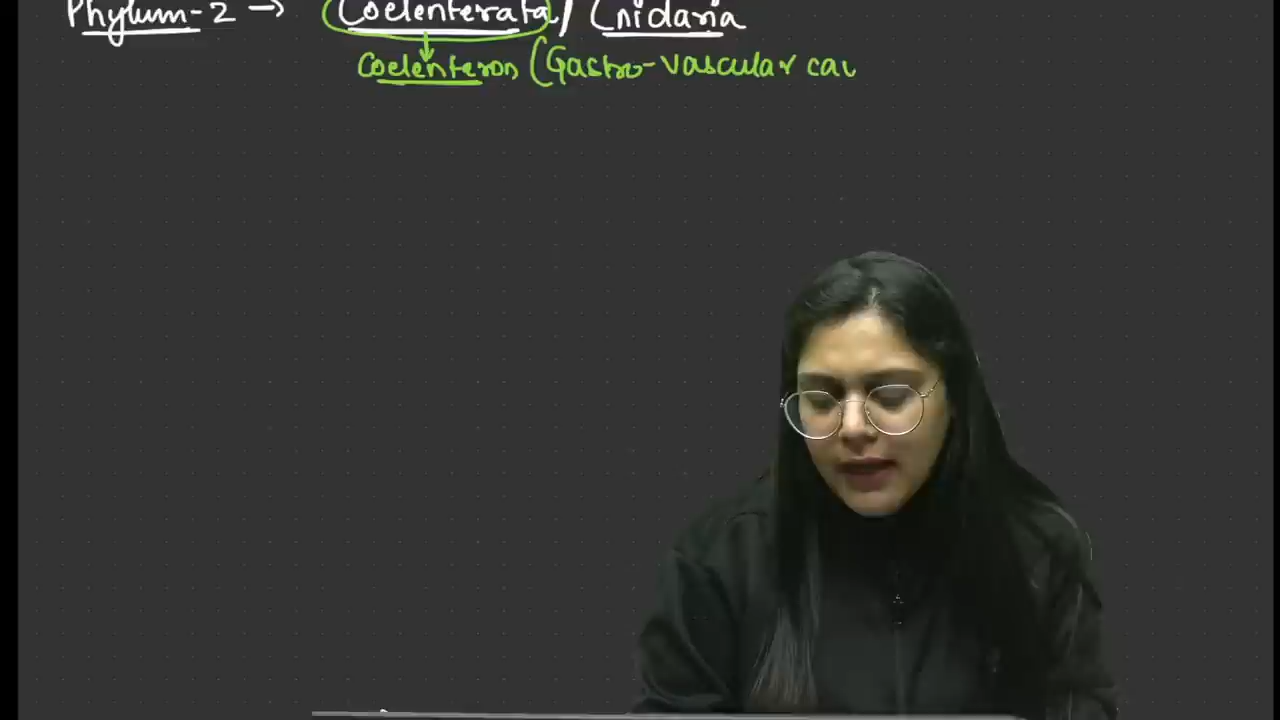 Phylum-2 → Coelenterata / Cnidaria
Coelenteron (Gastro-vascular cav